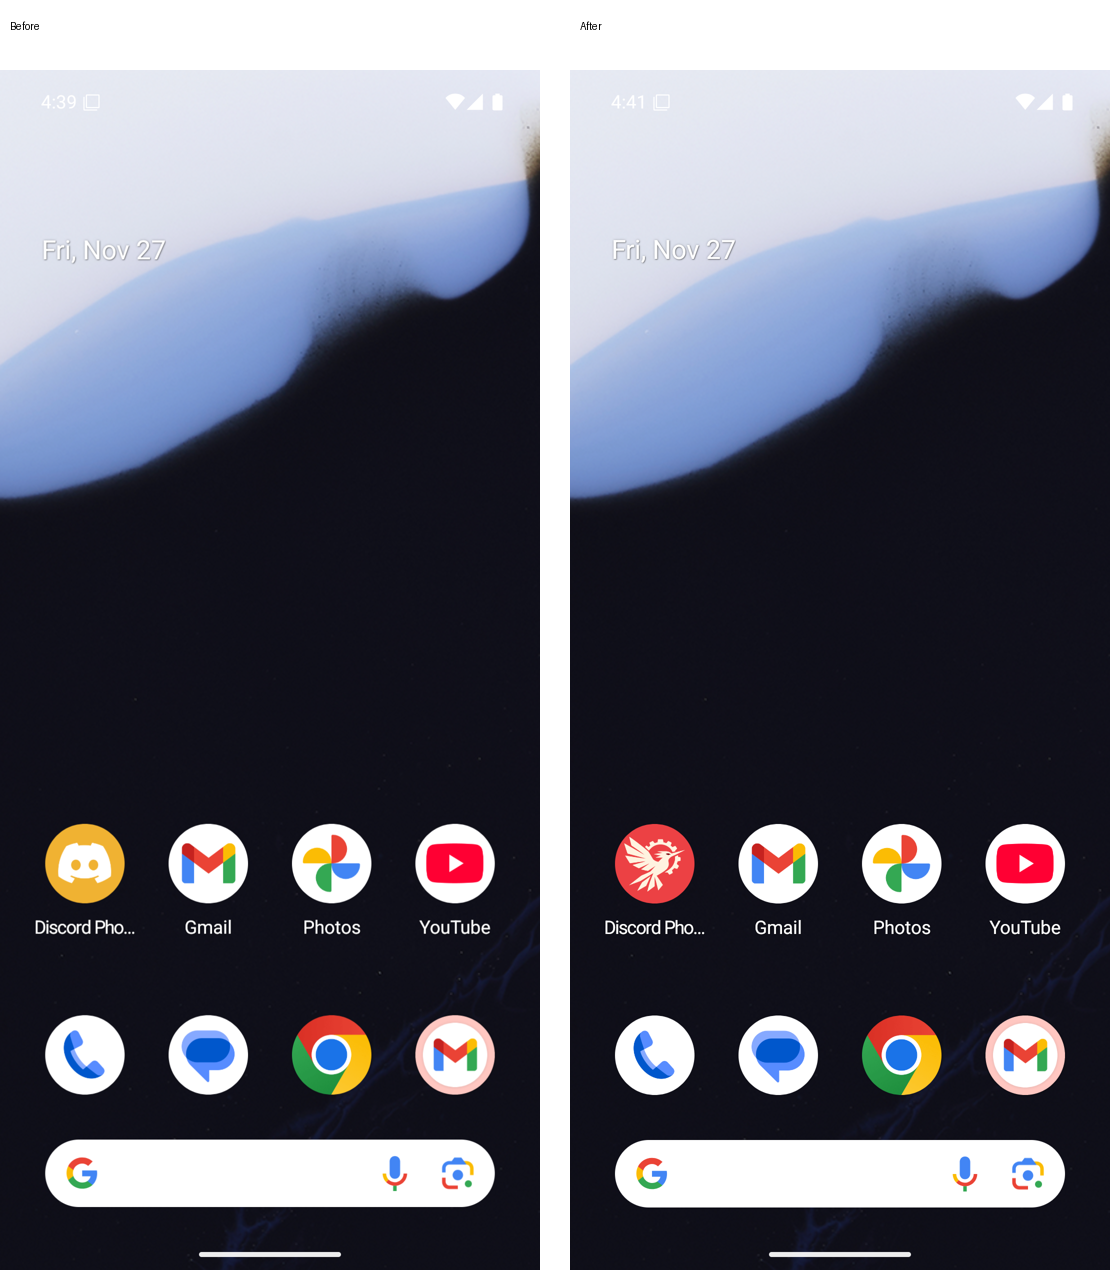 Before
After
4:39
4:41
Fri, Nov 27
Fri, Nov 27
Discord Pho...
Gmail
Photos
YouTube
Discord Pho...
Gmail
Photos
YouTube